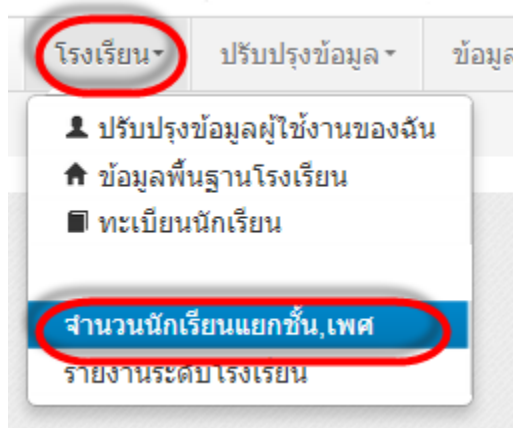 โรงเรียน ปรับปรุงข้อมูล ข้อมูล
ปรับปรุงข้อมูลผู้ใช้งานของฉัน
ข้อมูลพื้นฐานโรงเรียน
ทะเบียนนักเรียน
จำนวนนักเรียนแยกชั้น,เพศ
รายงานระดับโรงเรียน